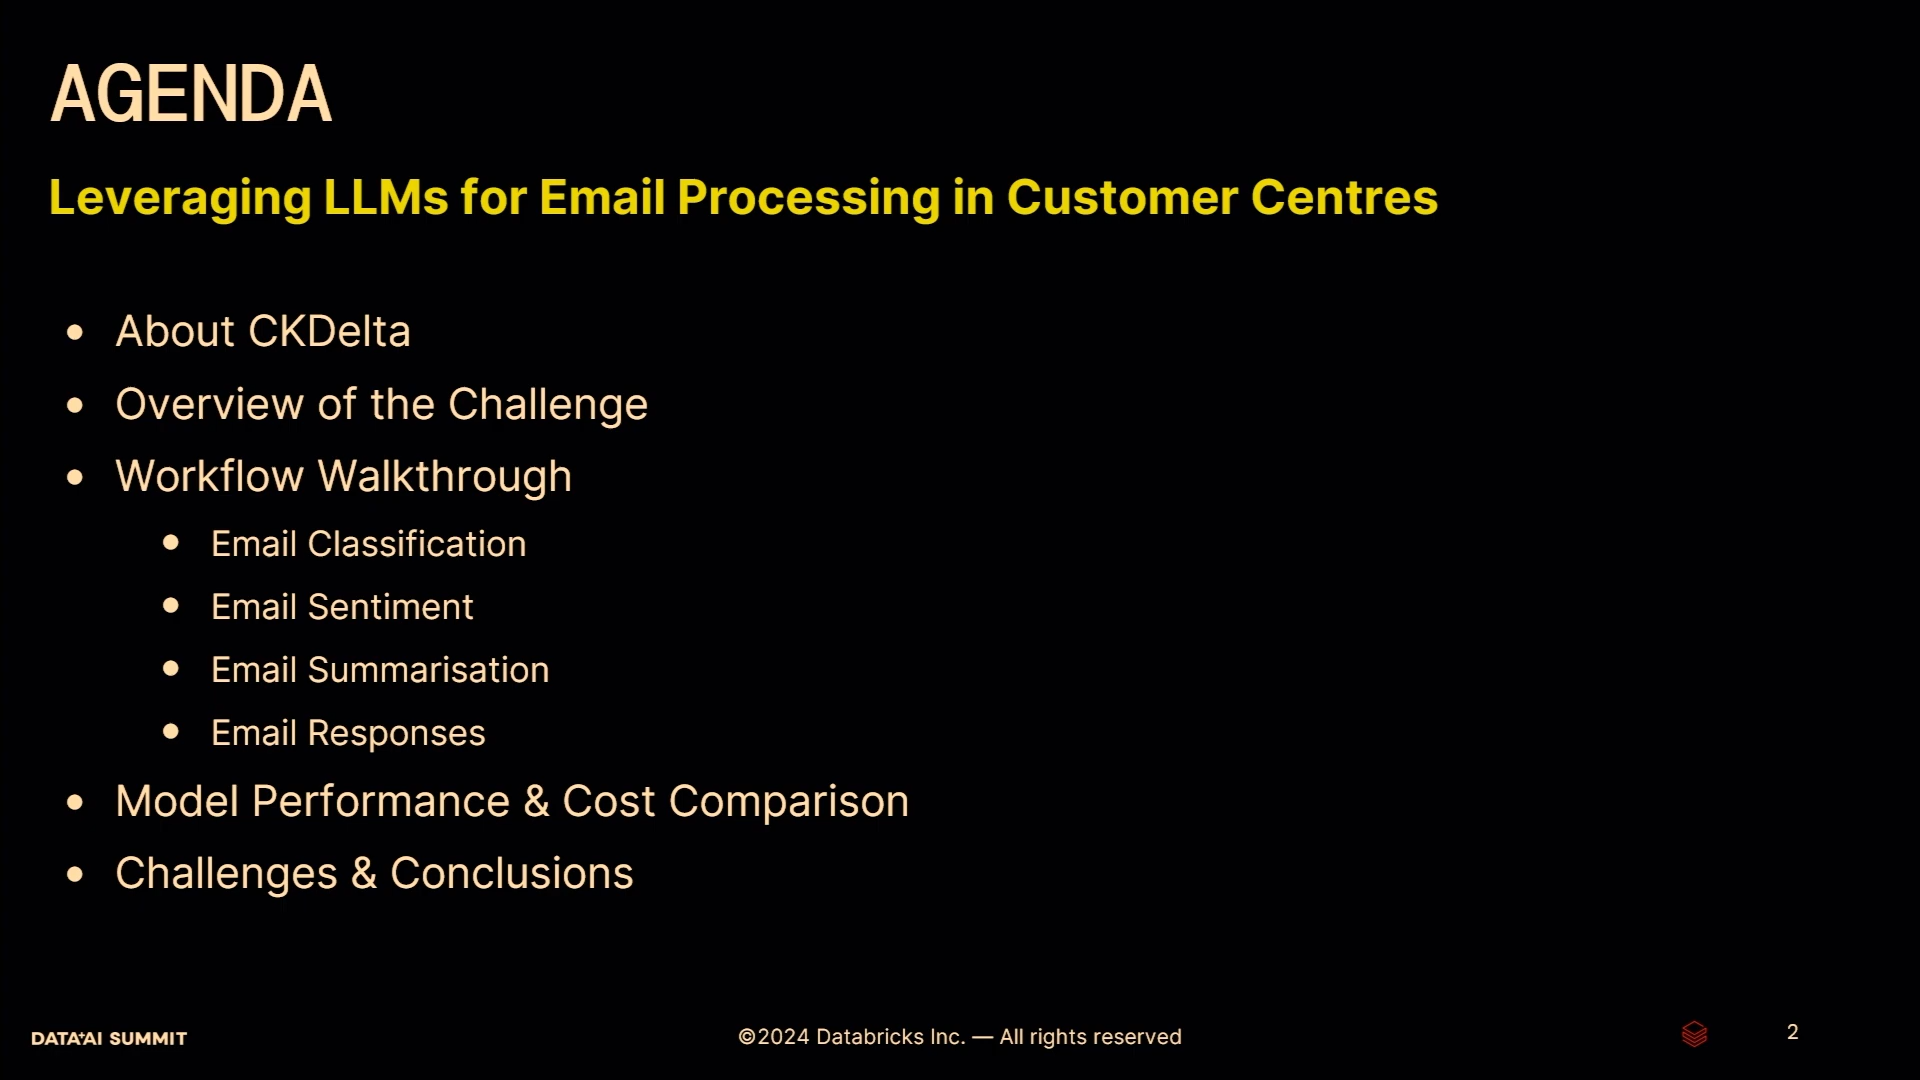 AGENDA
Leveraging LLMs for Email Processing in Customer Centres
• About CKDelta
• Overview of the Challenge
• Workflow Walkthrough
• Email Classification
• Email Sentiment
• Email Summarisation
• Email Responses
• Model Performance & Cost Comparison
• Challenges & Conclusions
DATA+AI SUMMIT
©2024 Databricks Inc. — All rights reserved
2